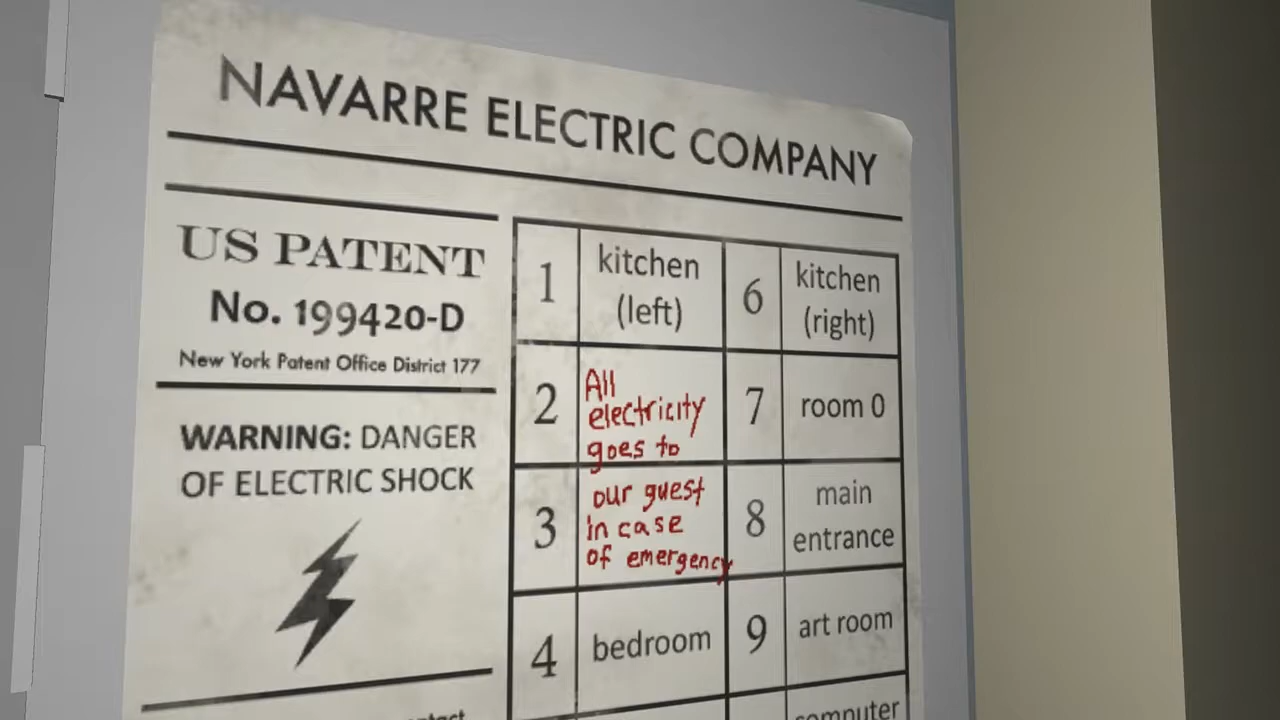 NAVARRE ELECTRIC COMPANY
US PATENT
No. 199420-D
New York Patent Office District 177
WARNING: DANGER
OF ELECTRIC SHOCK
1
kitchen
(left)
6
kitchen
(right)
2
All
electricity
goes to
7
room 0
3
our guest
in case
of emergency
8
main
entrance
4
bedroom
9
art room
computer